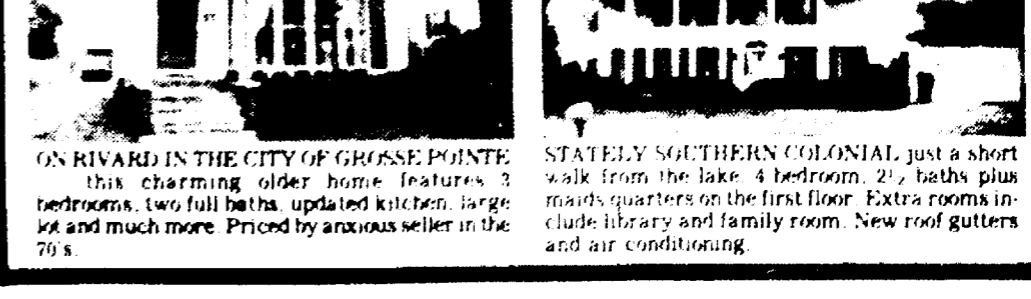 ON RIVARD IN THE CITY OF GROSSE POINTE
this charming older home features 3
bedrooms, two full baths, updated kitchen, large
lot and much more. Priced by anxious seller in the
70's.
STATELY SOUTHERN COLONIAL just a short
walk from the lake. 4 bedroom, 2½ baths plus
maids quarters on the first floor. Extra rooms in-
clude library and family room. New roof gutters
and air conditioning.